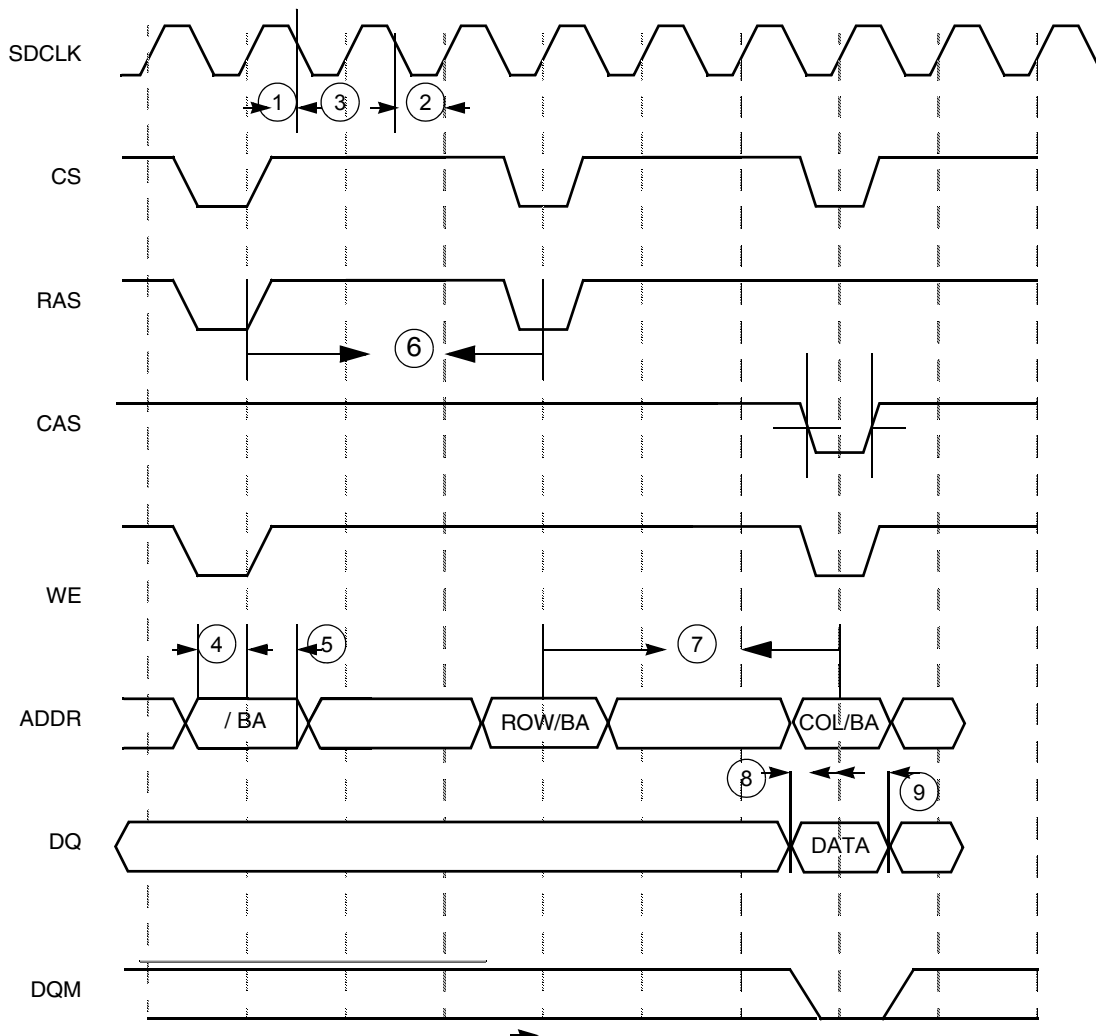 SDCLK
1 3 2
CS
RAS
6
CAS
WE
4 5 7
ADDR / BA ROW/BA COL/BA
8 9
DQ DATA
DQM